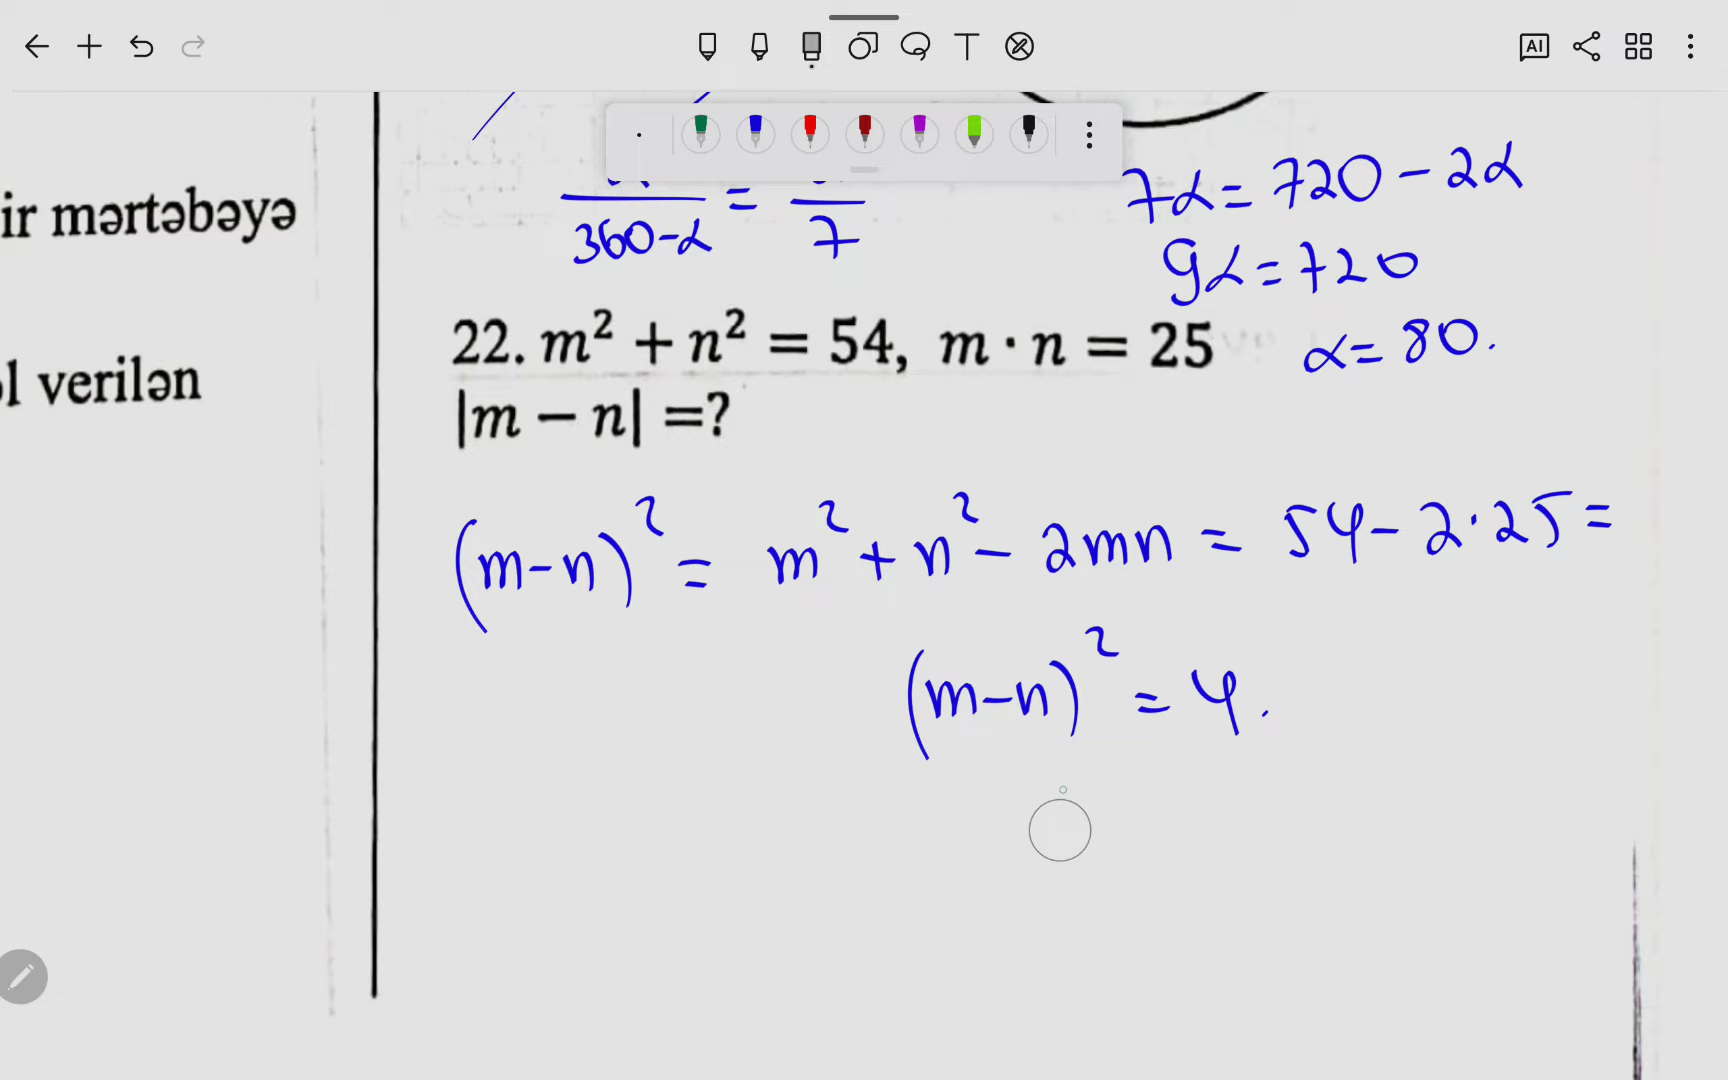 AI
ir mərtəbəyə
l verilən
360-α = 7
7α = 720 - 2α
9α = 720
α = 80.
22. m² + n² = 54, m · n = 25
|m − n| =?
(m-n)² = m² + n² - 2mn = 54 - 2·25 =
(m-n)² = 4.